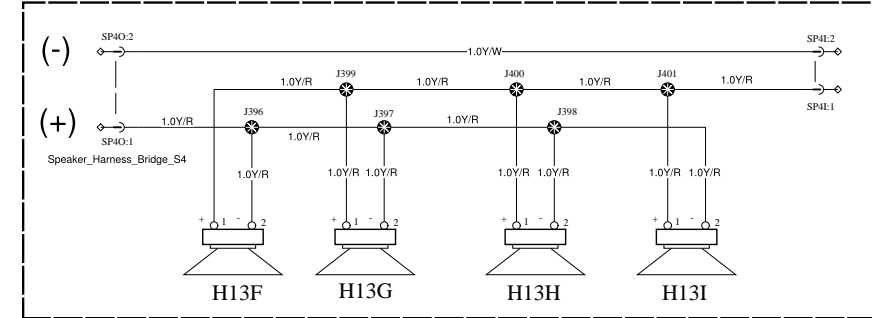 SP4O:2
SP4I:2
(-)
1.0Y/W
J399
J400
J401
1.0Y/R
1.0Y/R
1.0Y/R
1.0Y/R
SP4I:1
(+)
1.0Y/R
J396
J397
1.0Y/R
J398
SP4O:1
1.0Y/R
Speaker_Harness_Bridge_S4
1.0Y/R
1.0Y/R
1.0Y/R
1.0Y/R
1.0Y/R
1.0Y/R
1.0Y/R
+ 1 - 2
+ 1 - 2
+ 1 - 2
+ 1 - 2
H13F
H13G
H13H
H13I